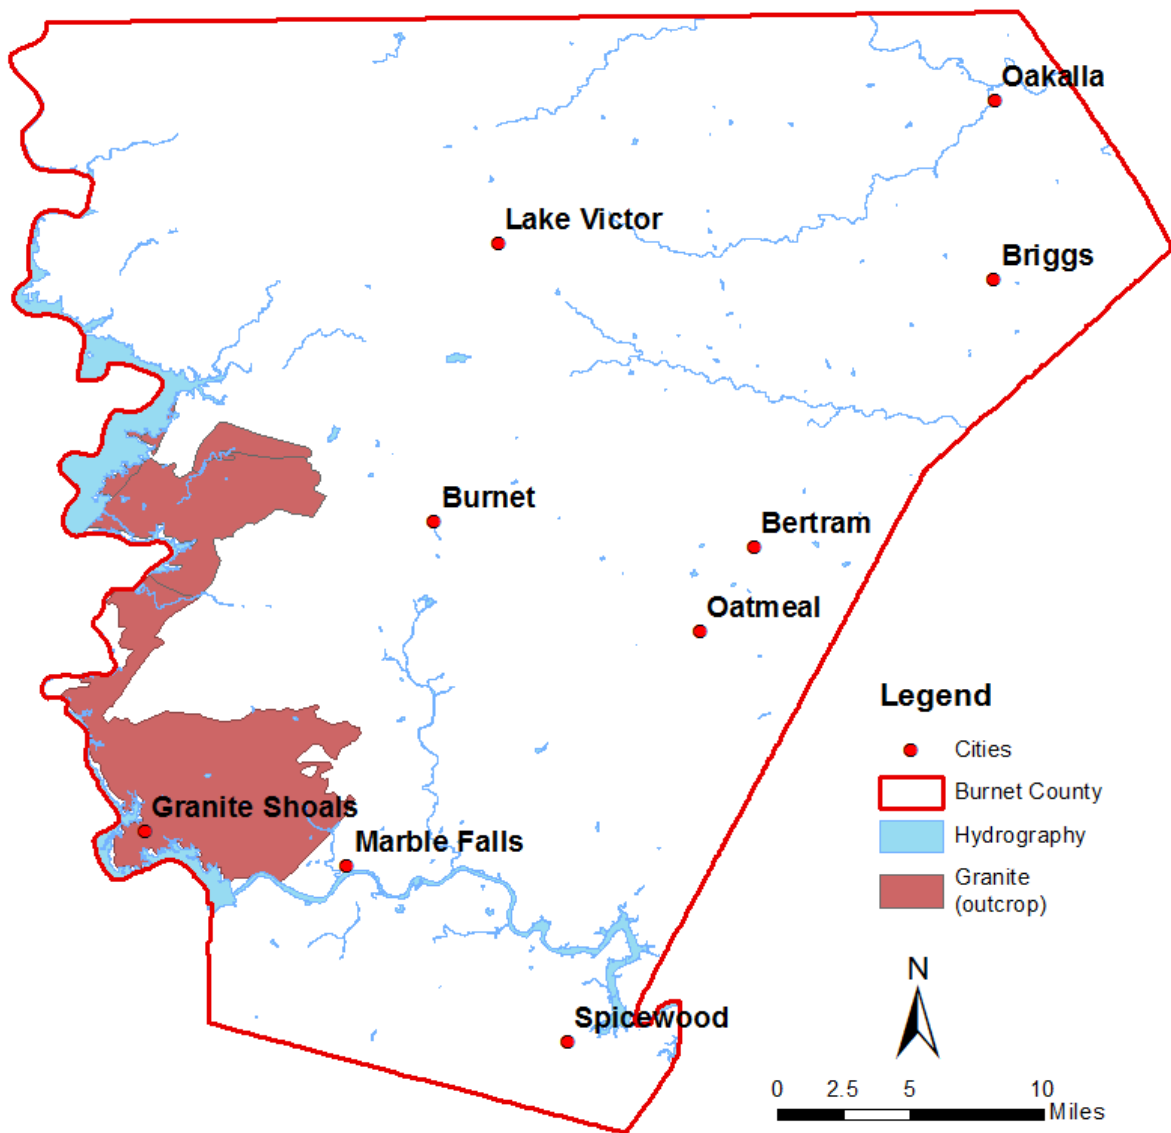 Oakalla
Lake Victor
Briggs
Burnet
Bertram
Oatmeal
Legend
Cities
Burnet County
Hydrography
Granite
(outcrop)
Granite Shoals
Marble Falls
N
Spicewood
0 2.5 5 10
Miles